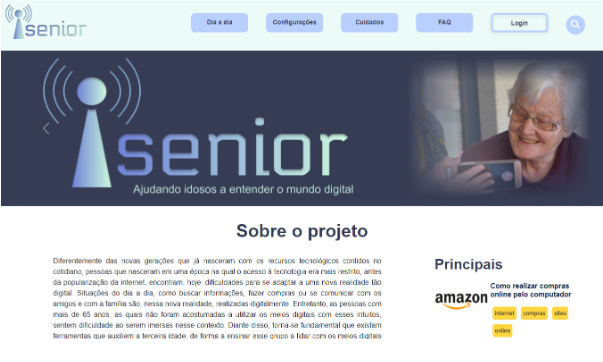 senior
Dia a dia
Configurações
Cuidados
FAQ
Login
senior
Ajudando idosos a entender o mundo digital
Sobre o projeto
Diferentemente das novas gerações que já nasceram com os recursos tecnológicos contidos no
cotidiano, pessoas que nasceram em uma época na qual o acesso à tecnologia era mais restrito, antes
da popularização da internet, encontram, hoje, dificuldades para se adaptar a uma nova realidade tão
digital. Situações do dia a dia, como buscar informações, fazer compras ou se comunicar com os
amigos e com a família são, nessa nova realidade, realizadas digitalmente. Entretanto, as pessoas com
mais de 65 anos, as quais não foram acostumadas a utilizar os meios digitais com esses intuitos,
sentem dificuldade ao serem imersas nesse contexto. Diante disso, torna-se fundamental que existam
ferramentas que auxiliem a terceira idade, de forma a ensinar esse grupo a lidar com os meios digitais
Principais
amazon
Como realizar compras
online pelo computador
internet
compras
sites
online